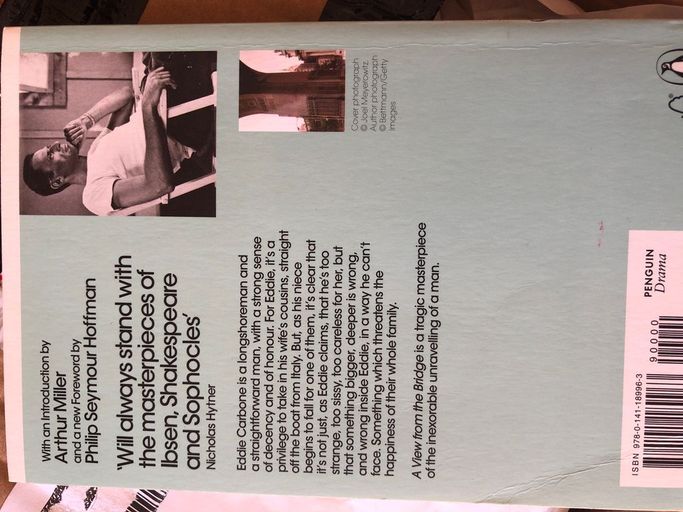 With an Introduction by
Arthur Miller
and a new Foreword by
Philip Seymour Hoffman
'Will always stand with
the masterpieces of
Ibsen, Shakespeare
and Sophocles'
Nicholas Hytner
Eddie Carbone is a longshoreman and
a straightforward man, with a strong sense
of decency and of honour. For Eddie, it's a
privilege to take in his wife's cousins, straight
off the boat from Italy. But, as his niece
begins to fall for one of them, it's clear that
it's not just, as Eddie claims, that he's too
strange, too sissy, too careless for her, but
that something bigger, deeper is wrong,
and wrong inside Eddie, in a way he can't
face. Something which threatens the
happiness of their whole family.
A View from the Bridge is a tragic masterpiece
of the inexorable unravelling of a man.
Cover photograph
© Joel Meyerowitz.
Author photograph
© Bettmann/Getty
Images
PENGUIN
Drama
ISBN 978-0-141-18996-3
90000